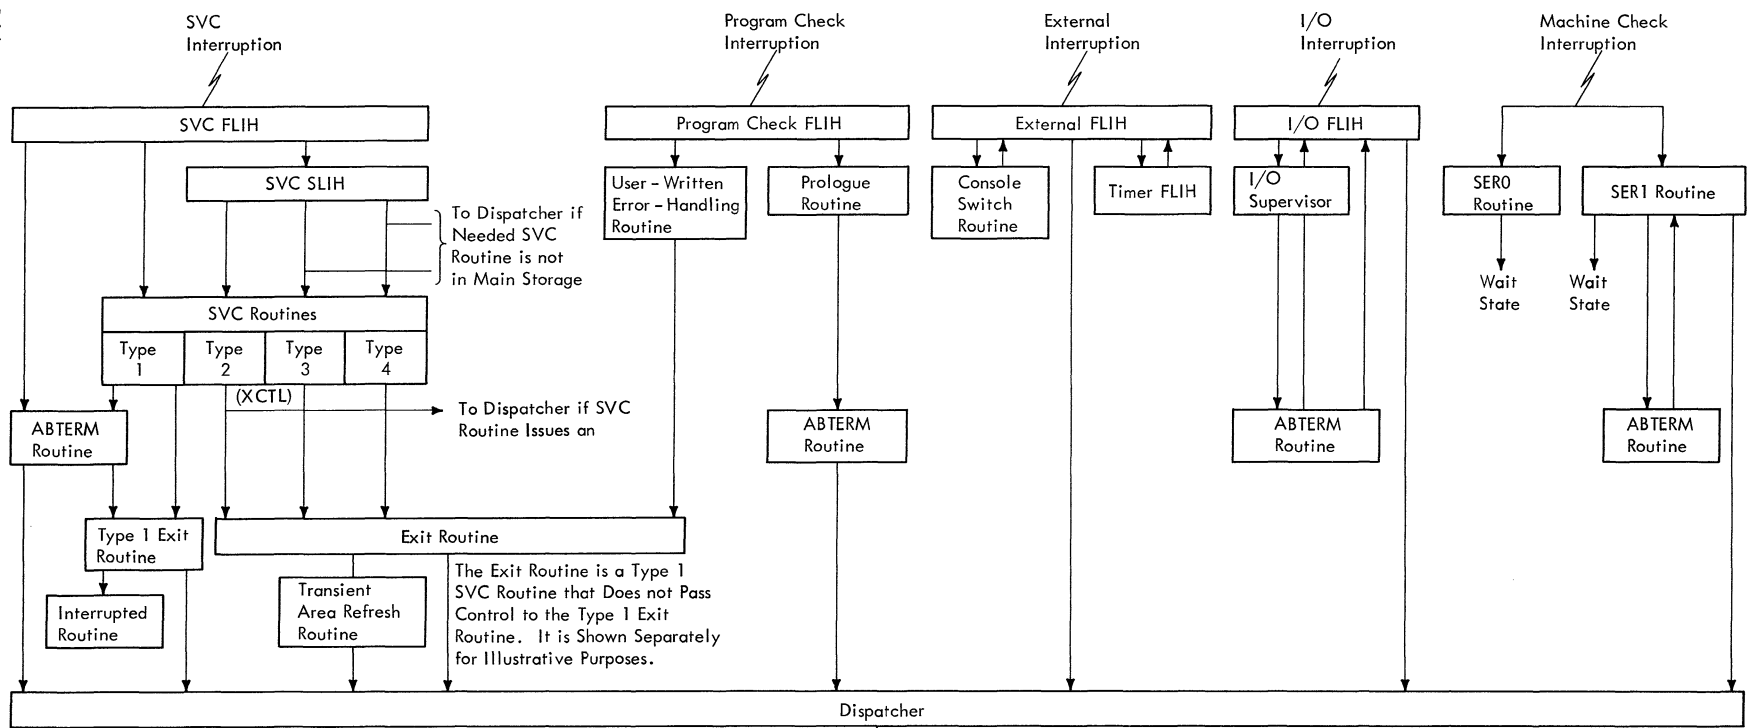 SVC
Interruption
Program Check
Interruption
External
Interruption
I/O
Interruption
Machine Check
Interruption
SVC FLIH
Program Check FLIH
External FLIH
I/O FLIH
SVC SLIH
User - Written
Error - Handling
Routine
Prologue
Routine
Console
Switch
Routine
Timer FLIH
I/O
Supervisor
SER0
Routine
SER1 Routine
To Dispatcher if
Needed SVC
Routine is not
in Main Storage
Wait
State
Wait
State
SVC Routines
Type
1
Type
2
Type
3
Type
4
(XCTL)
To Dispatcher if SVC
Routine Issues an
ABTERM
Routine
ABTERM
Routine
ABTERM
Routine
ABTERM
Routine
Type 1 Exit
Routine
Exit Routine
Interrupted
Routine
Transient
Area Refresh
Routine
The Exit Routine is a Type 1
SVC Routine that Does not Pass
Control to the Type 1 Exit
Routine. It is Shown Separately
for Illustrative Purposes.
Dispatcher